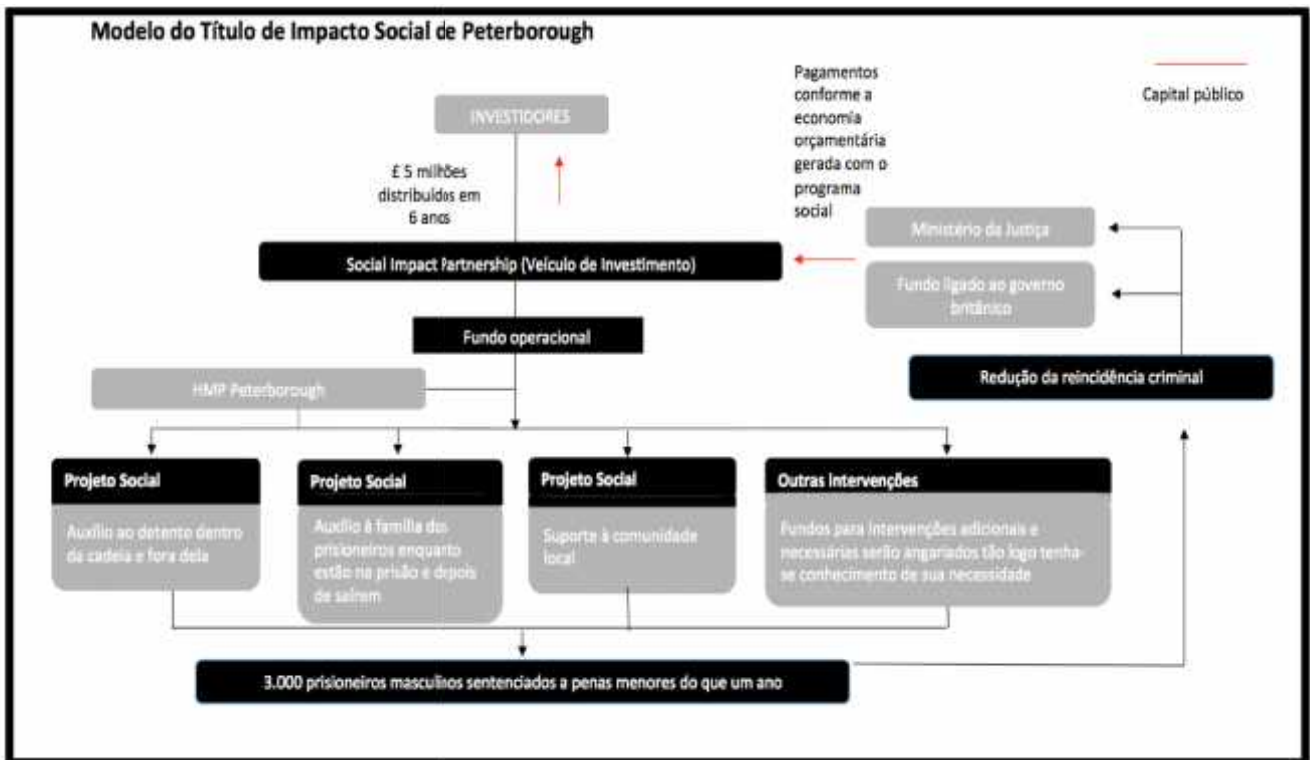 Modelo do Título de Impacto Social de Peterborough
Pagamentos
conforme a
economia
orçamentária
gerada com o
programa
social
Capital público
INVESTIDORES
£ 5 milhões
distribuídos em
6 anos
Ministério da Justiça
Social Impact Partnership (Veículo de Investimento)
Fundo ligado ao governo
britânico
Fundo operacional
Redução da reincidência criminal
HMP Peterborough
Projeto Social
Auxílio ao detento dentro
da cadeia e fora dela
Projeto Social
Auxílio à família dos
prisioneiros enquanto
estão na prisão e depois
de saírem
Projeto Social
Suporte à comunidade
local
Outras Intervenções
Fundos para intervenções adicionais e
necessárias serão angariados tão logo tenha-
se conhecimento de sua necessidade
3.000 prisioneiros masculinos sentenciados a penas menores do que um ano